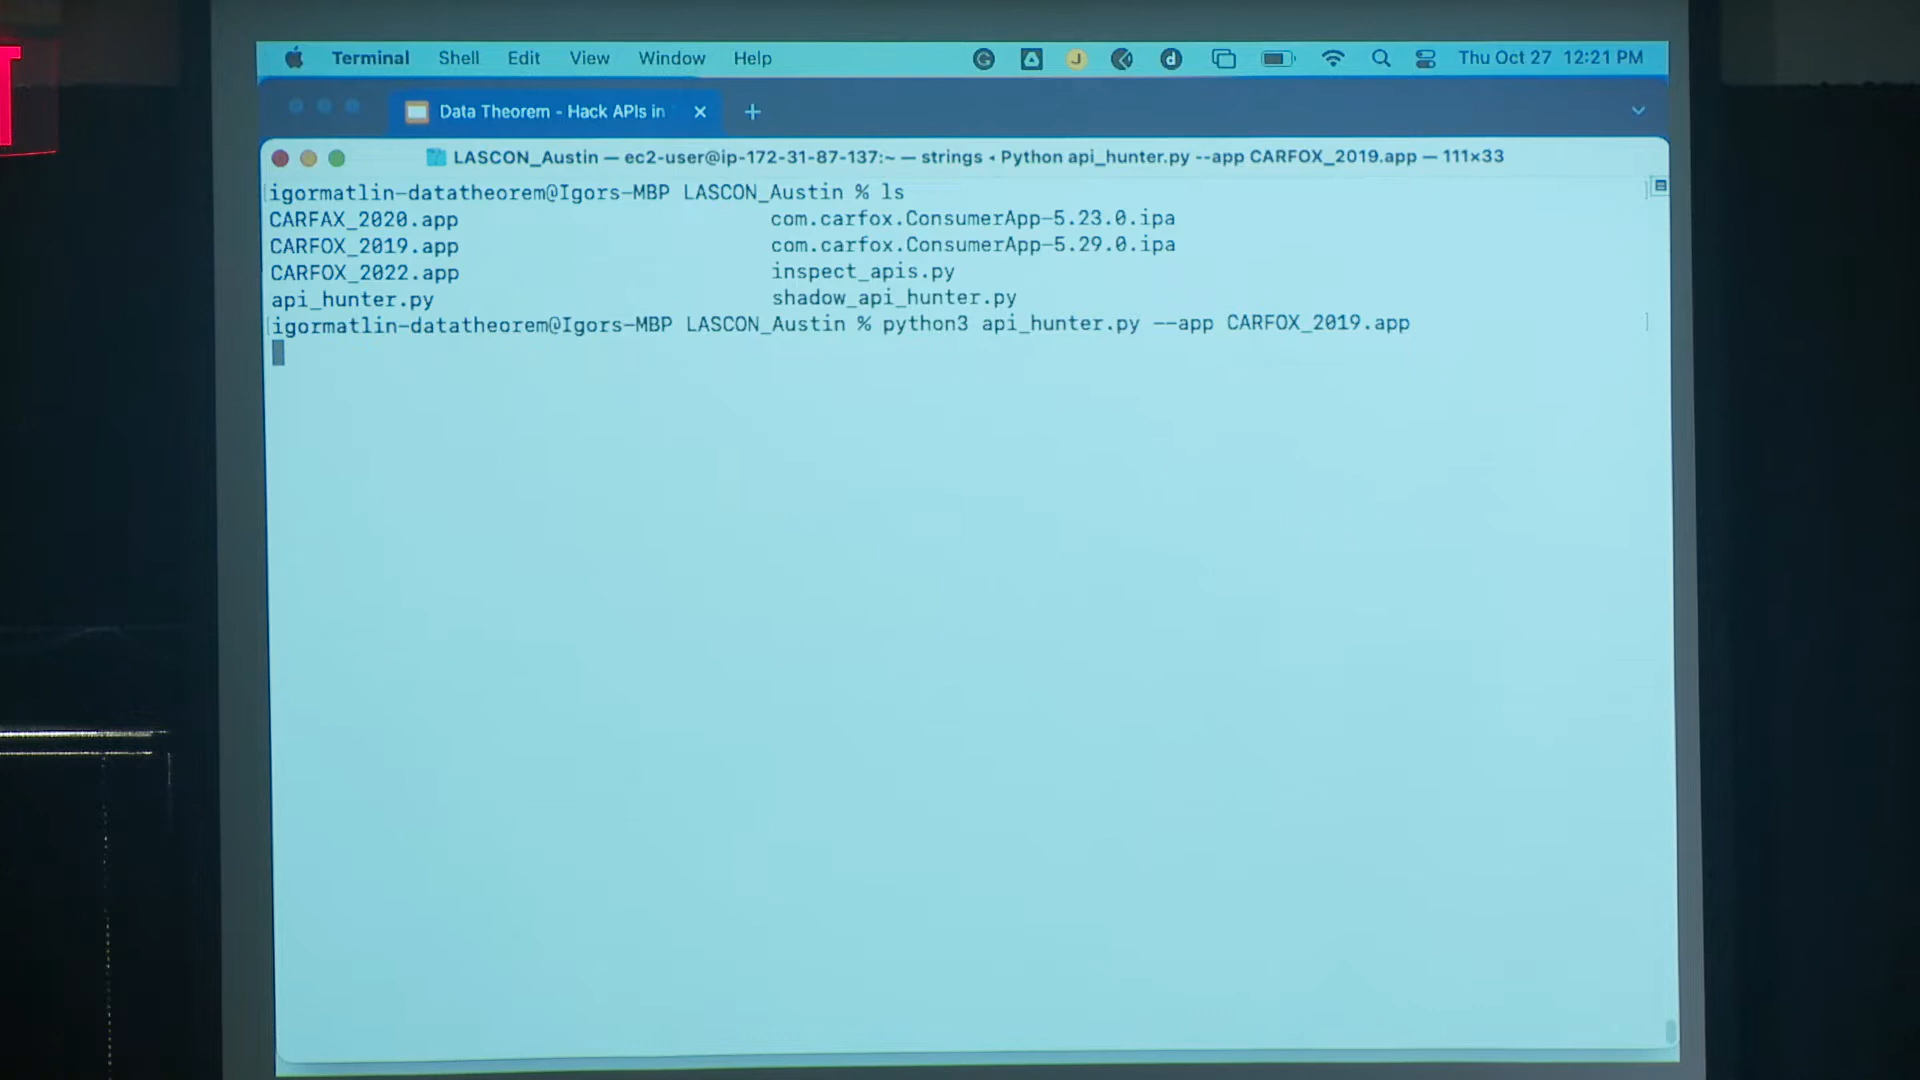 Terminal Shell Edit View Window Help Thu Oct 27 12:21 PM
Data Theorem - Hack APIs in
LASCON_Austin — ec2-user@ip-172-31-87-137:~ — strings ◂ Python api_hunter.py --app CARFOX_2019.app — 111×33
igormatlin-datatheorem@Igors-MBP LASCON_Austin % ls
CARFAX_2020.app com.carfox.ConsumerApp-5.23.0.ipa
CARFOX_2019.app com.carfox.ConsumerApp-5.29.0.ipa
CARFOX_2022.app inspect_apis.py
api_hunter.py shadow_api_hunter.py
igormatlin-datatheorem@Igors-MBP LASCON_Austin % python3 api_hunter.py --app CARFOX_2019.app